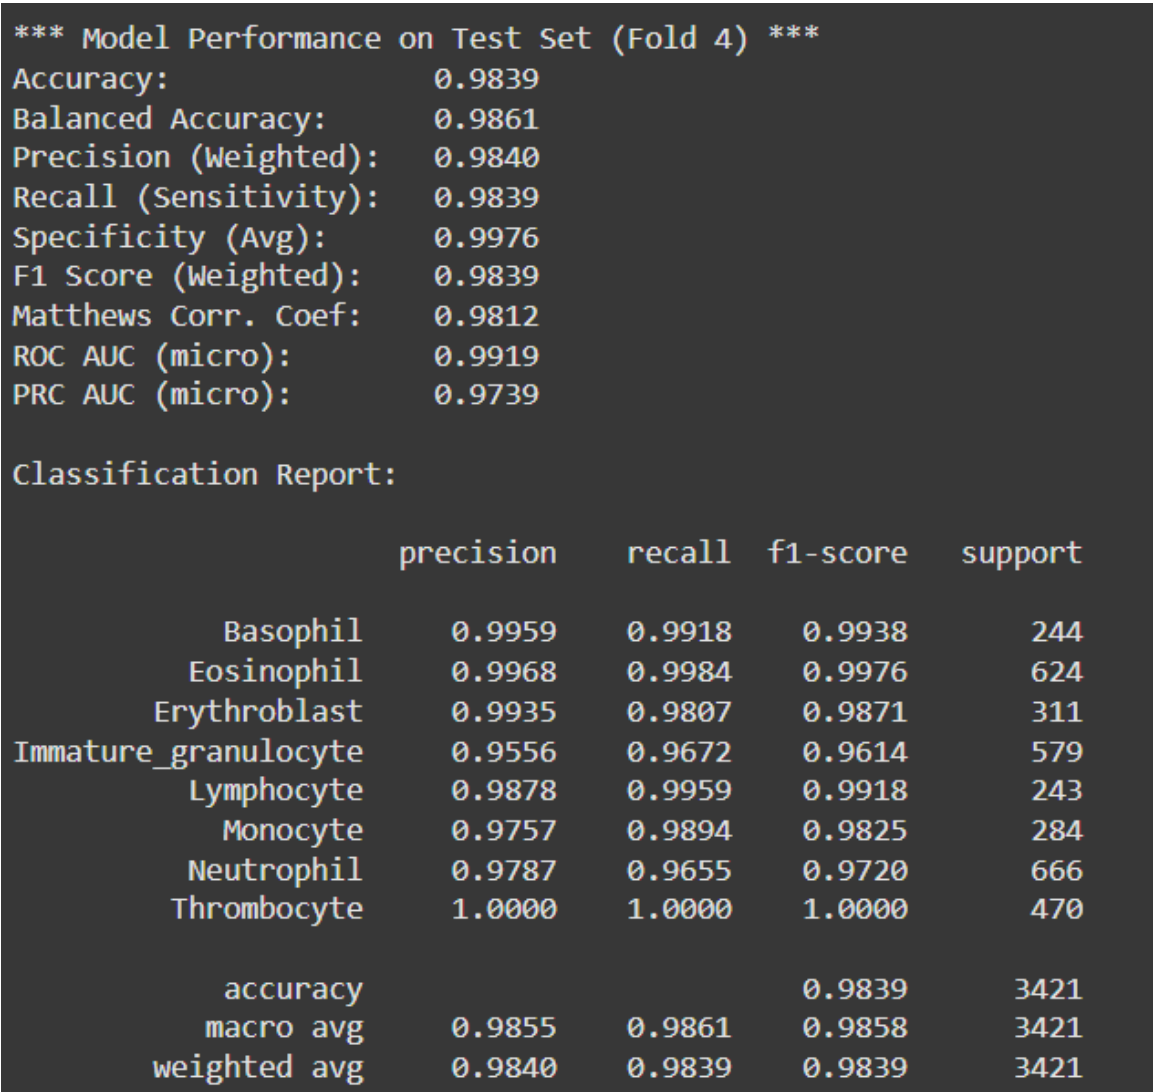 *** Model Performance on Test Set (Fold 4) ***
Accuracy: 0.9839
Balanced Accuracy: 0.9861
Precision (Weighted): 0.9840
Recall (Sensitivity): 0.9839
Specificity (Avg): 0.9976
F1 Score (Weighted): 0.9839
Matthews Corr. Coef: 0.9812
ROC AUC (micro): 0.9919
PRC AUC (micro): 0.9739
Classification Report:
precision recall f1-score support
Basophil 0.9959 0.9918 0.9938 244
Eosinophil 0.9968 0.9984 0.9976 624
Erythroblast 0.9935 0.9807 0.9871 311
Immature_granulocyte 0.9556 0.9672 0.9614 579
Lymphocyte 0.9878 0.9959 0.9918 243
Monocyte 0.9757 0.9894 0.9825 284
Neutrophil 0.9787 0.9655 0.9720 666
Thrombocyte 1.0000 1.0000 1.0000 470
accuracy 0.9839 3421
macro avg 0.9855 0.9861 0.9858 3421
weighted avg 0.9840 0.9839 0.9839 3421